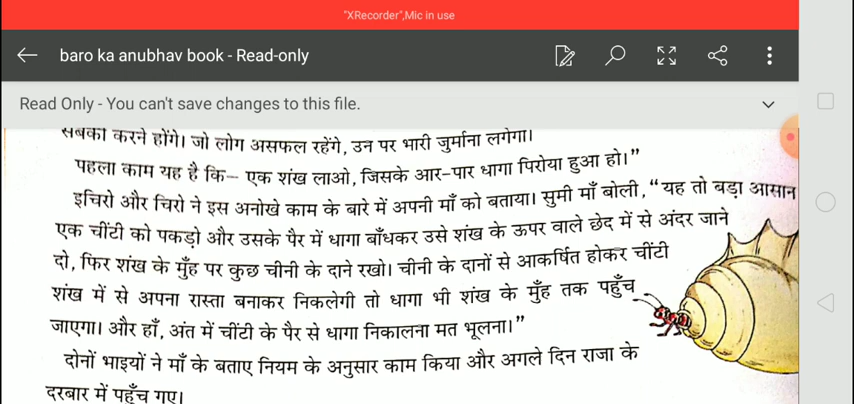 "XRecorder",Mic in use
baro ka anubhav book - Read-only
Read Only - You can't save changes to this file.
सबको करने होंगे। जो लोग असफल रहेंगे, उन पर भारी जुर्माना लगेगा।
पहला काम यह है कि– एक शंख लाओ, जिसके आर-पार धागा पिरोया हुआ हो।”
इचिरो और चिरो ने इस अनोखे काम के बारे में अपनी माँ को बताया। सुमी माँ बोली, “यह तो बड़ा आसान
एक चींटी को पकड़ो और उसके पैर में धागा बाँधकर उसे शंख के ऊपर वाले छेद में से अंदर जाने
दो, फिर शंख के मुँह पर कुछ चीनी के दाने रखो। चीनी के दानों से आकर्षित होकर चींटी
शंख में से अपना रास्ता बनाकर निकलेगी तो धागा भी शंख के मुँह तक पहुँच
जाएगा। और हाँ, अंत में चींटी के पैर से धागा निकालना मत भूलना।”
दोनों भाइयों ने माँ के बताए नियम के अनुसार काम किया और अगले दिन राजा के
दरबार में पहुँच गए।